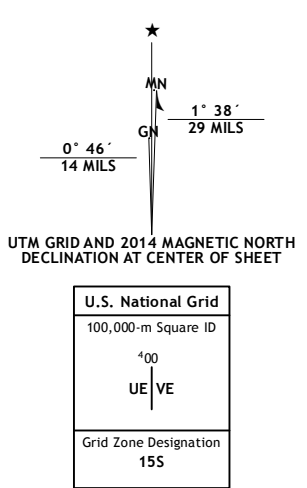 ★
MN
1° 38´
29 MILS
GN
0° 46´
14 MILS
UTM GRID AND 2014 MAGNETIC NORTH
DECLINATION AT CENTER OF SHEET
U.S. National Grid
100,000-m Square ID
⁴00
UE VE
Grid Zone Designation
15S